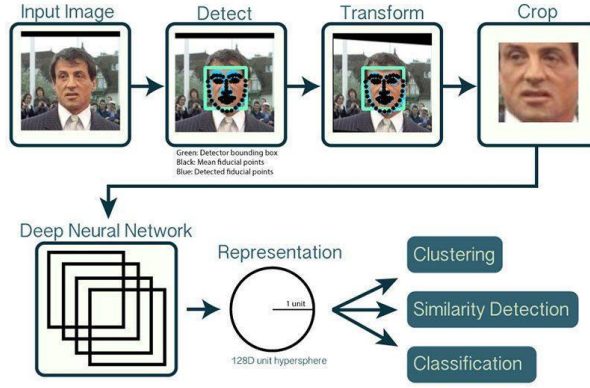 Input Image
Detect
Transform
Crop
Green: Detector bounding box
Black: Mean fiducial points
Blue: Detected fiducial points
Deep Neural Network
Representation
1 unit
128D unit hypersphere
Clustering
Similarity Detection
Classification